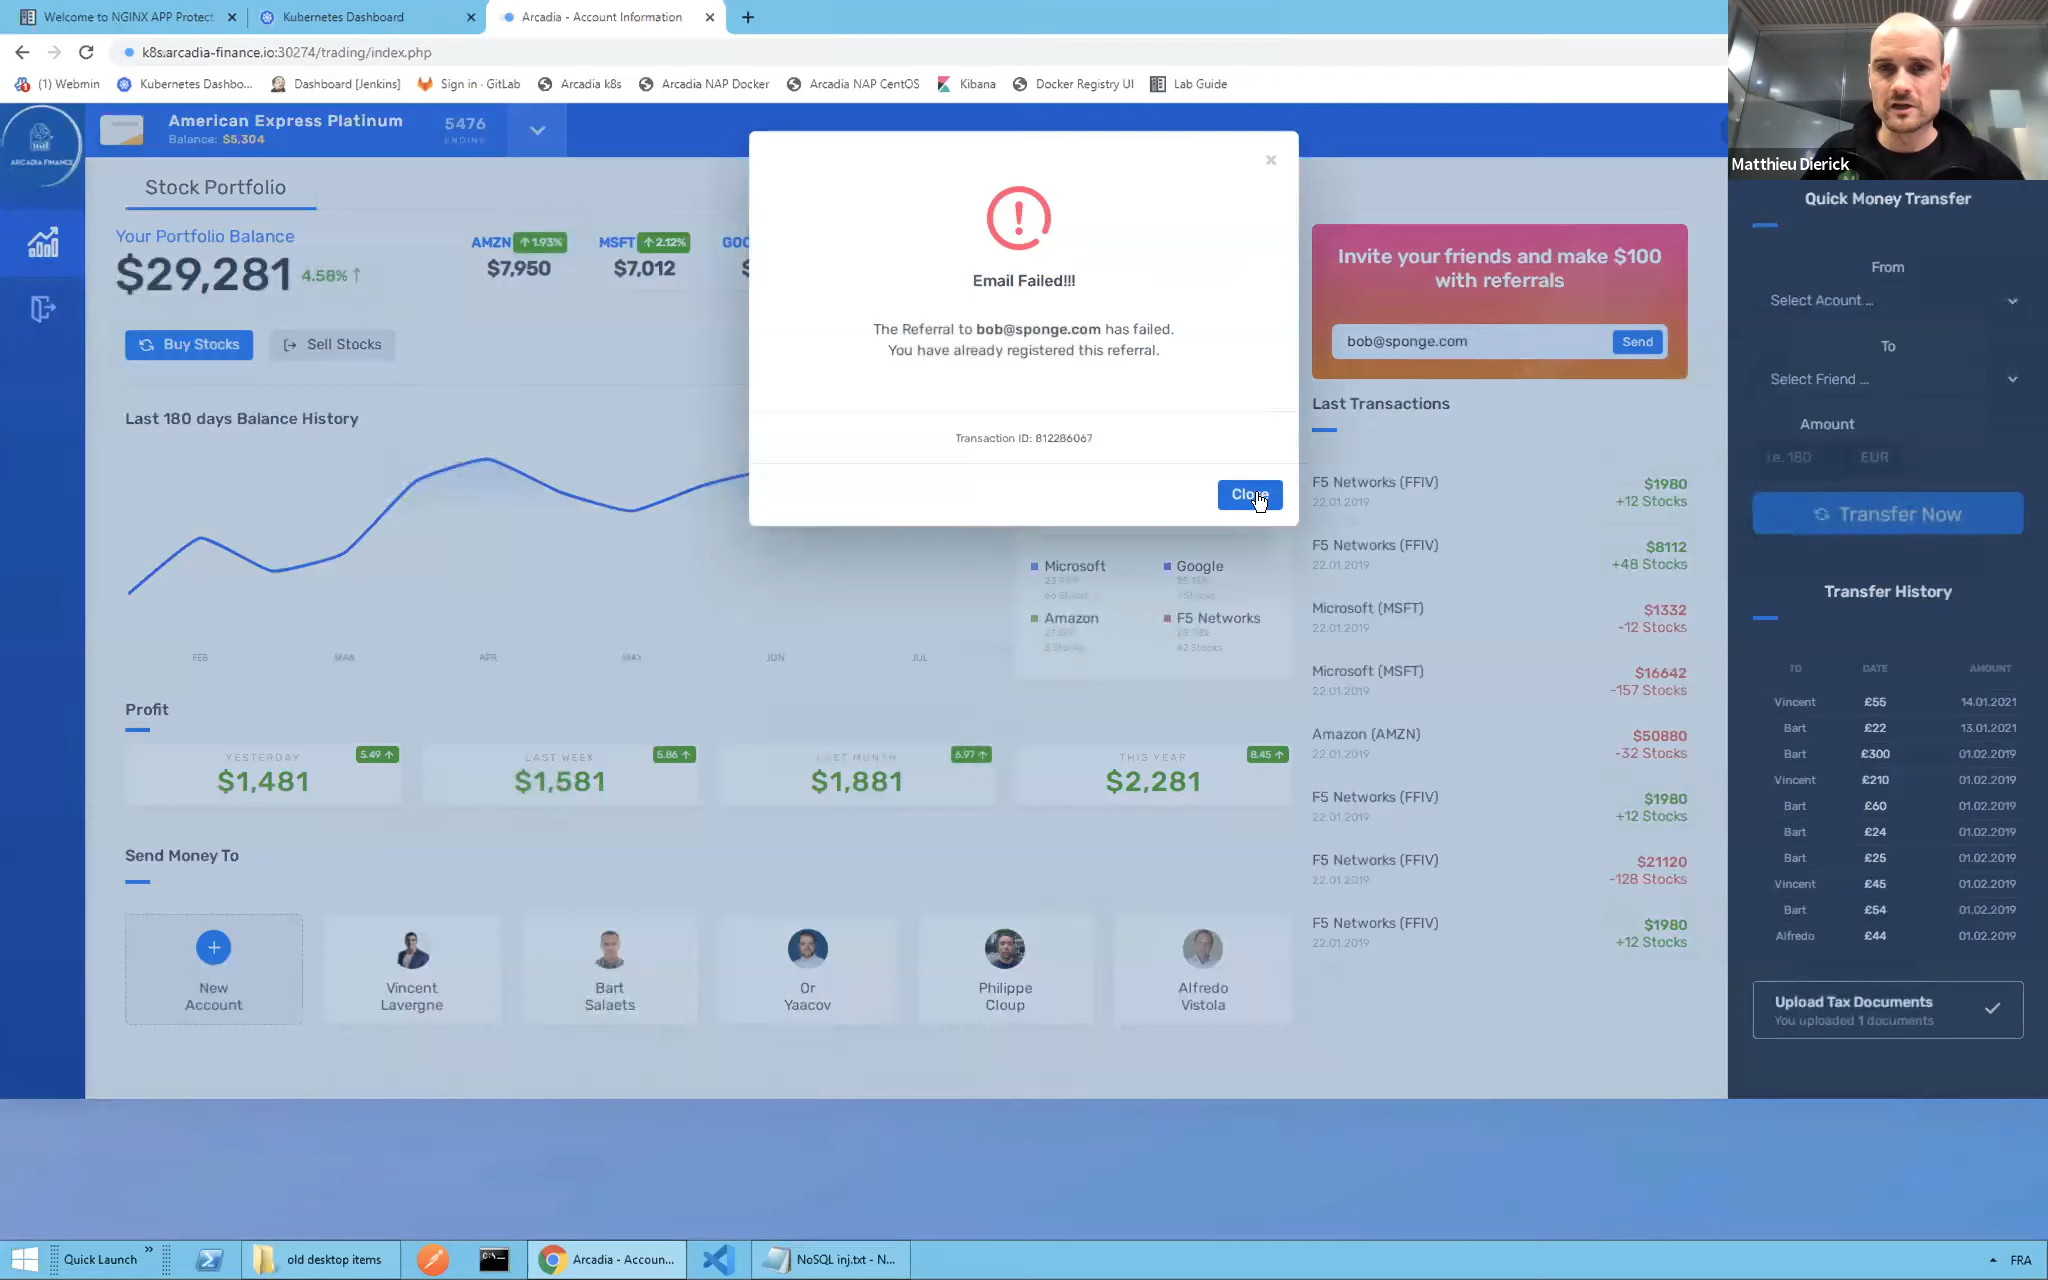 Welcome to NGINX APP Protect
Kubernetes Dashboard
Arcadia - Account Information
k8s.arcadia-finance.io:30274/trading/index.php
(1) Webmin
Kubernetes Dashbo...
Dashboard [Jenkins]
Sign in · GitLab
Arcadia k8s
Arcadia NAP Docker
Arcadia NAP CentOS
Kibana
Docker Registry UI
Lab Guide
ARCADIA FINANCE
American Express Platinum
Balance: $5,304
5476
ENDING
Matthieu Dierick
Stock Portfolio
Your Portfolio Balance
$29,281 4.58% ↑
AMZN ↑ 1.93%
$7,950
MSFT ↑ 2.12%
$7,012
Buy Stocks
Sell Stocks
×
Email Failed!!!
The Referral to bob@sponge.com has failed.
You have already registered this referral.
Transaction ID: 812286067
Close
Invite your friends and make $100
with referrals
bob@sponge.com
Send
Last 180 days Balance History
FEB
MAR
APR
MAY
JUN
JUL
Microsoft
66 Stocks
Google
Amazon
F5 Networks
42 Stocks
Profit
YESTERDAY
5.49 ↑
$1,481
LAST WEEK
5.86 ↑
$1,581
LAST MONTH
6.97 ↑
$1,881
THIS YEAR
8.45 ↑
$2,281
Send Money To
New
Account
Vincent
Lavergne
Bart
Salaets
Or
Yaacov
Philippe
Cloup
Alfredo
Vistola
Last Transactions
F5 Networks (FFIV) $1980
22.01.2019 +12 Stocks
F5 Networks (FFIV) $8112
22.01.2019 +48 Stocks
Microsoft (MSFT) $1332
22.01.2019 -12 Stocks
Microsoft (MSFT) $16642
22.01.2019 -157 Stocks
Amazon (AMZN) $50880
22.01.2019 -32 Stocks
F5 Networks (FFIV) $1980
22.01.2019 +12 Stocks
F5 Networks (FFIV) $21120
22.01.2019 -128 Stocks
F5 Networks (FFIV) $1980
22.01.2019 +12 Stocks
Quick Money Transfer
From
Select Acount ...
To
Select Friend ...
Amount
i.e. 180 EUR
Transfer Now
Transfer History
TO DATE AMOUNT
Vincent £55 14.01.2021
Bart £22 13.01.2021
Bart £300 01.02.2019
Vincent £210 01.02.2019
Bart £60 01.02.2019
Bart £24 01.02.2019
Bart £25 01.02.2019
Vincent £45 01.02.2019
Bart £54 01.02.2019
Alfredo £44 01.02.2019
Upload Tax Documents
You uploaded 1 documents
Quick Launch
old desktop items
Arcadia - Accoun...
NoSQL inj.txt - N...
FRA